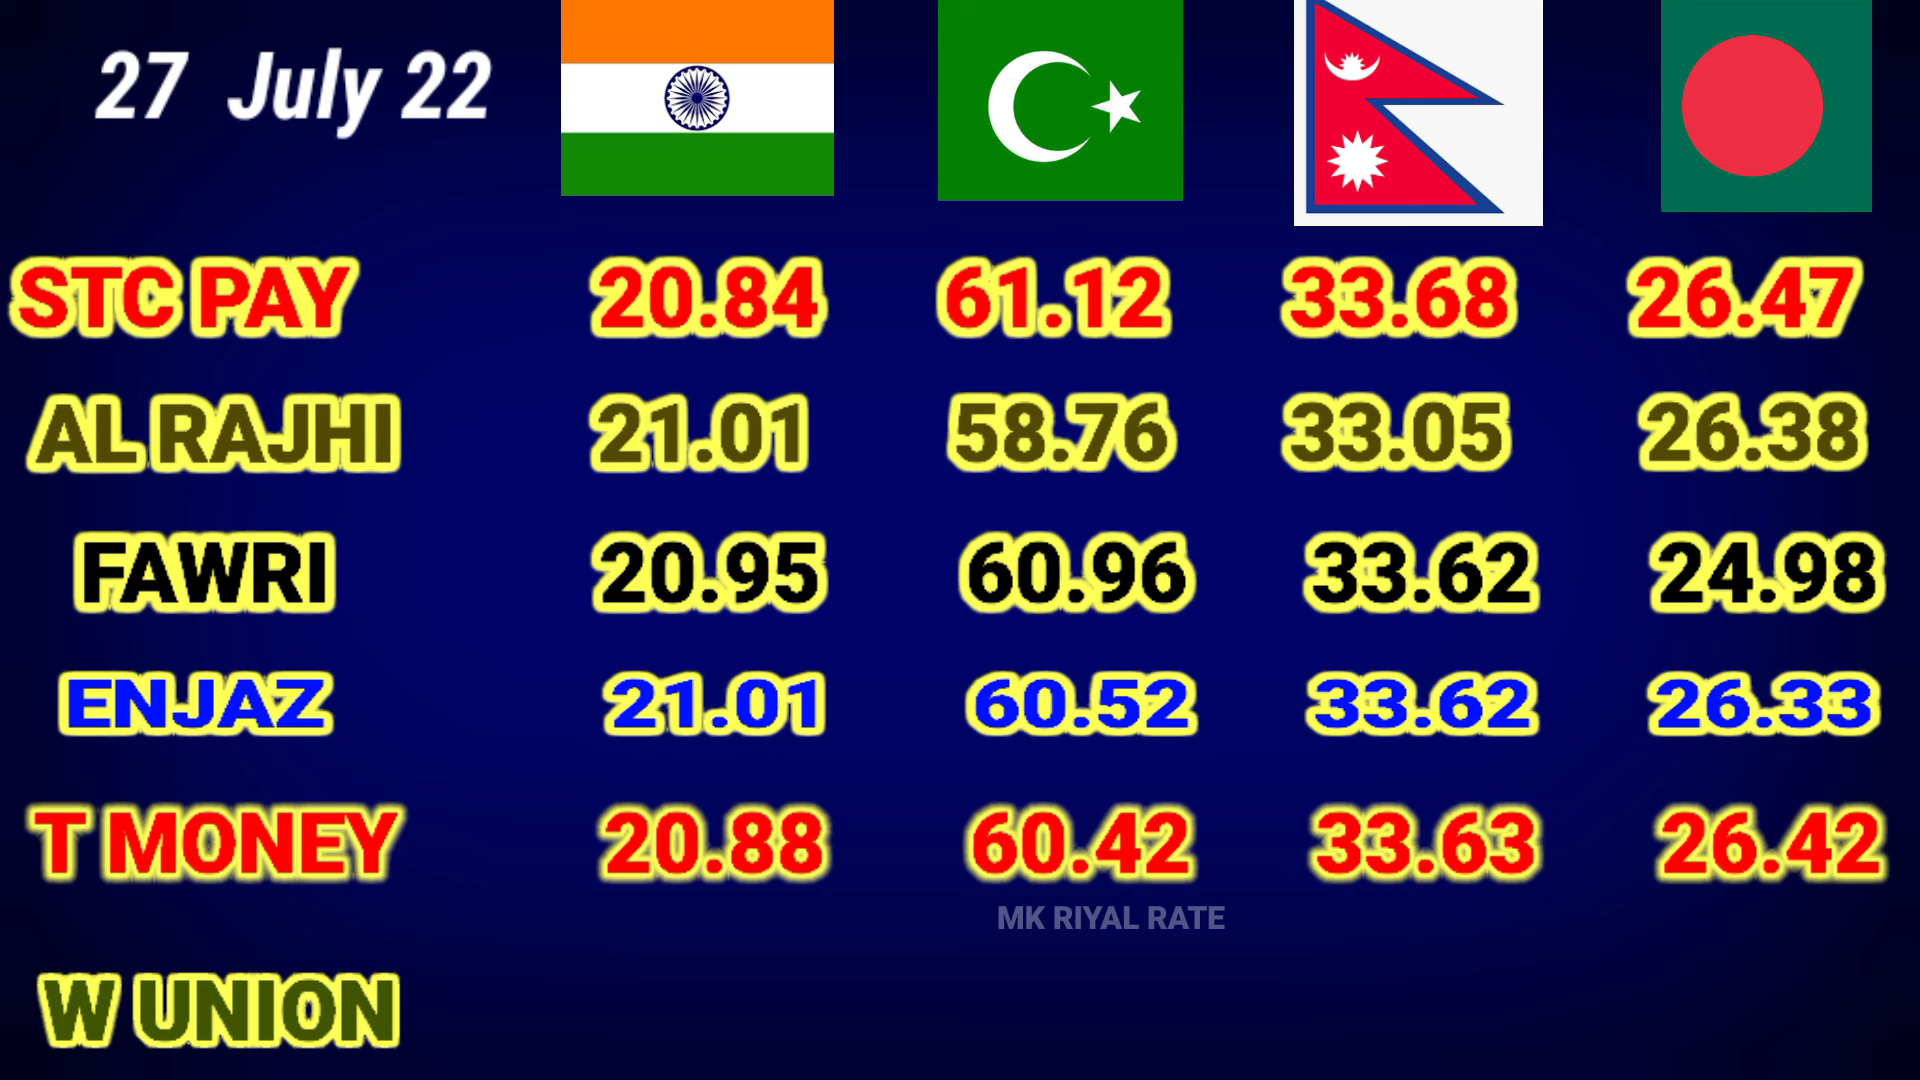 27 July 22
STC PAY 20.84 61.12 33.68 26.47
AL RAJHI 21.01 58.76 33.05 26.38
FAWRI 20.95 60.96 33.62 24.98
ENJAZ 21.01 60.52 33.62 26.33
T MONEY 20.88 60.42 33.63 26.42
MK RIYAL RATE
W UNION